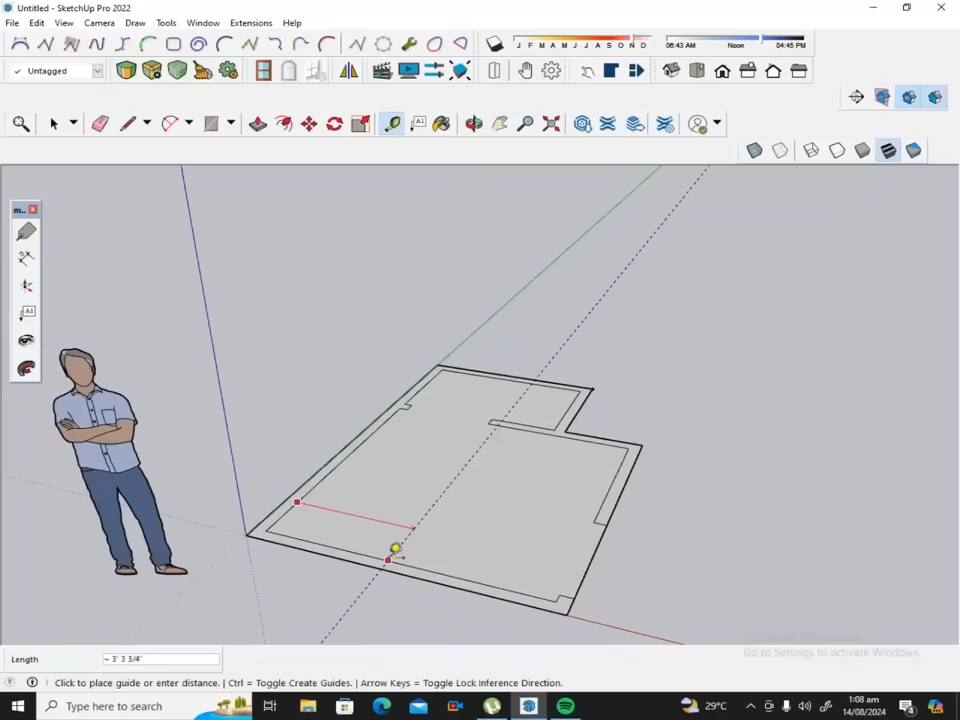 Untitled - SketchUp Pro 2022
File Edit View Camera Draw Tools Window Extensions Help
J F M A M J J A S O N D 06:43 AM Noon 04:45 PM
✓ Untagged
m...
A1
A1
Length ~ 3' 3 3/4"
Click to place guide or enter distance. | Ctrl = Toggle Create Guides. | Arrow Keys = Toggle Lock Inference Direction.
Go to Settings to activate Windows.
Type here to search
29°C
1:08 am
14/08/2024
4